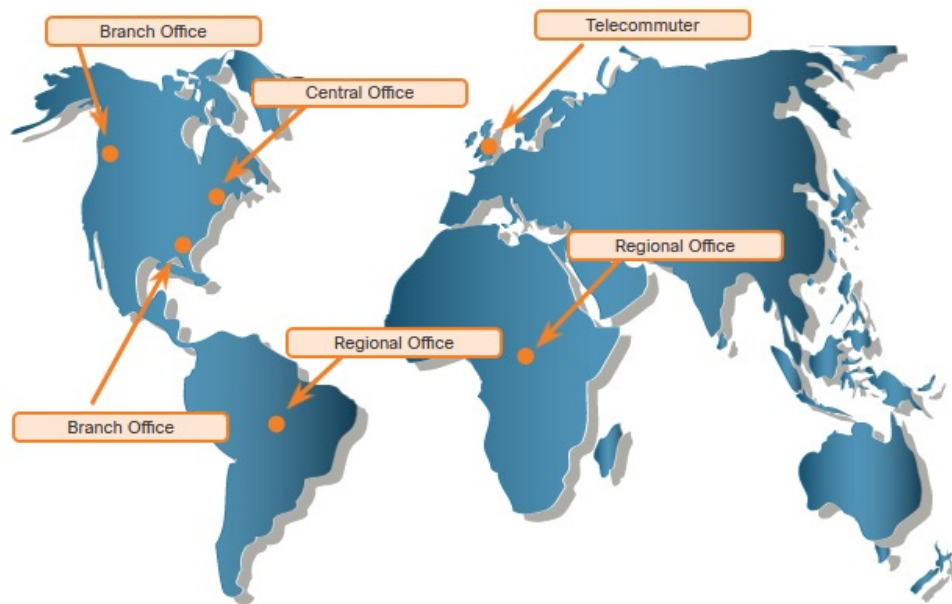 Branch Office
Telecommuter
Central Office
Regional Office
Regional Office
Branch Office